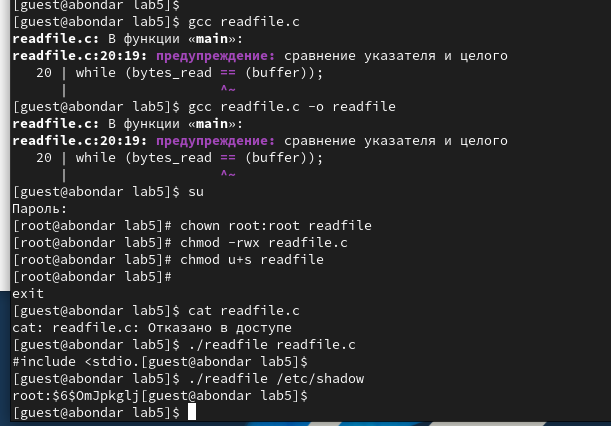 [guest@abondar lab5]$
[guest@abondar lab5]$ gcc readfile.c
readfile.c: В функции «main»:
readfile.c:20:19: предупреждение: сравнение указателя и целого
   20 | while (bytes_read == (buffer));
      |                   ^~
[guest@abondar lab5]$ gcc readfile.c -o readfile
readfile.c: В функции «main»:
readfile.c:20:19: предупреждение: сравнение указателя и целого
   20 | while (bytes_read == (buffer));
      |                   ^~
[guest@abondar lab5]$ su
Пароль:
[root@abondar lab5]# chown root:root readfile
[root@abondar lab5]# chmod -rwx readfile.c
[root@abondar lab5]# chmod u+s readfile
[root@abondar lab5]#
exit
[guest@abondar lab5]$ cat readfile.c
cat: readfile.c: Отказано в доступе
[guest@abondar lab5]$ ./readfile readfile.c
#include <stdio.[guest@abondar lab5]$
[guest@abondar lab5]$ ./readfile /etc/shadow
root:$6$OmJpkglj[guest@abondar lab5]$
[guest@abondar lab5]$